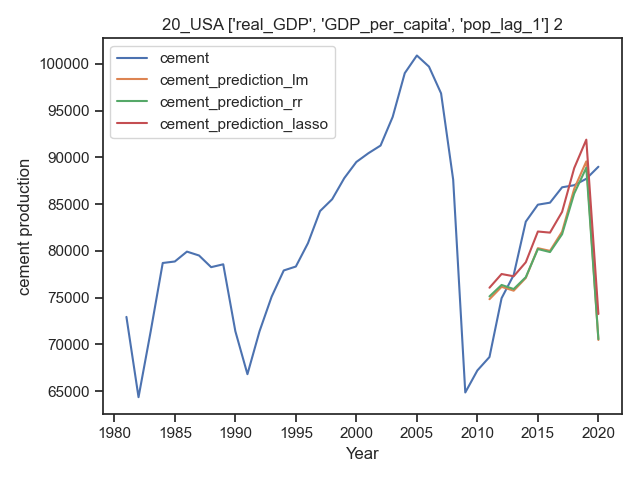 20_USA ['real_GDP', 'GDP_per_capita', 'pop_lag_1'] 2
cement
cement_prediction_lm
cement_prediction_rr
cement_prediction_lasso
cement production
100000
95000
90000
85000
80000
75000
70000
65000
1980 1985 1990 1995 2000 2005 2010 2015 2020
Year